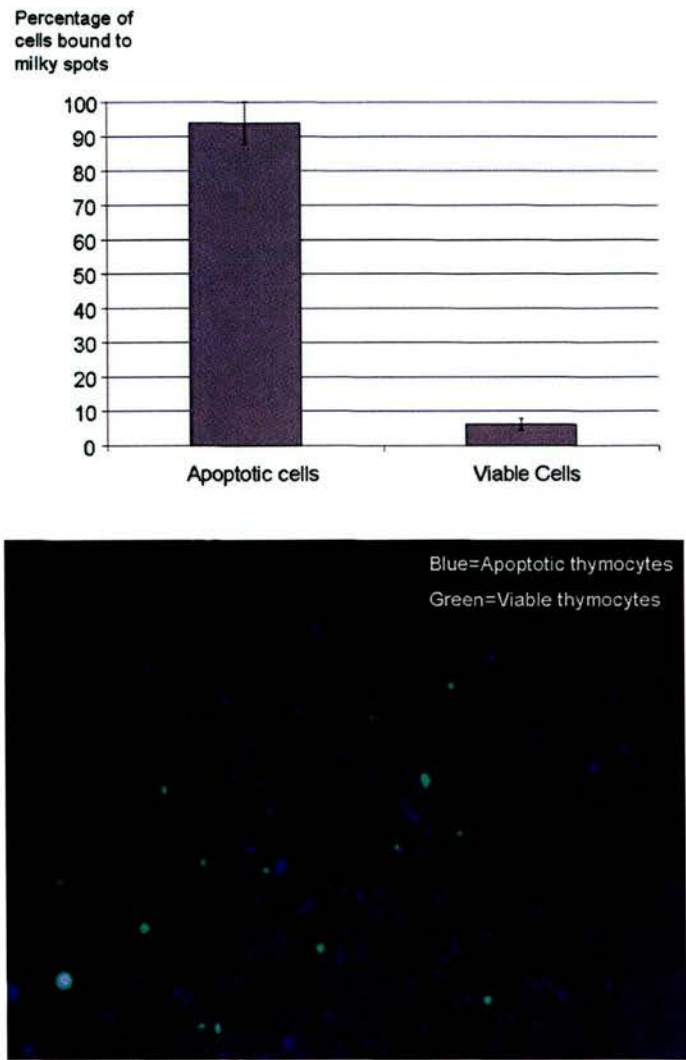 Percentage of
cells bound to
milky spots
100
90
80
70
60
50
40
30
20
10
0
Apoptotic cells
Viable Cells
Blue=Apoptotic thymocytes
Green=Viable thymocytes